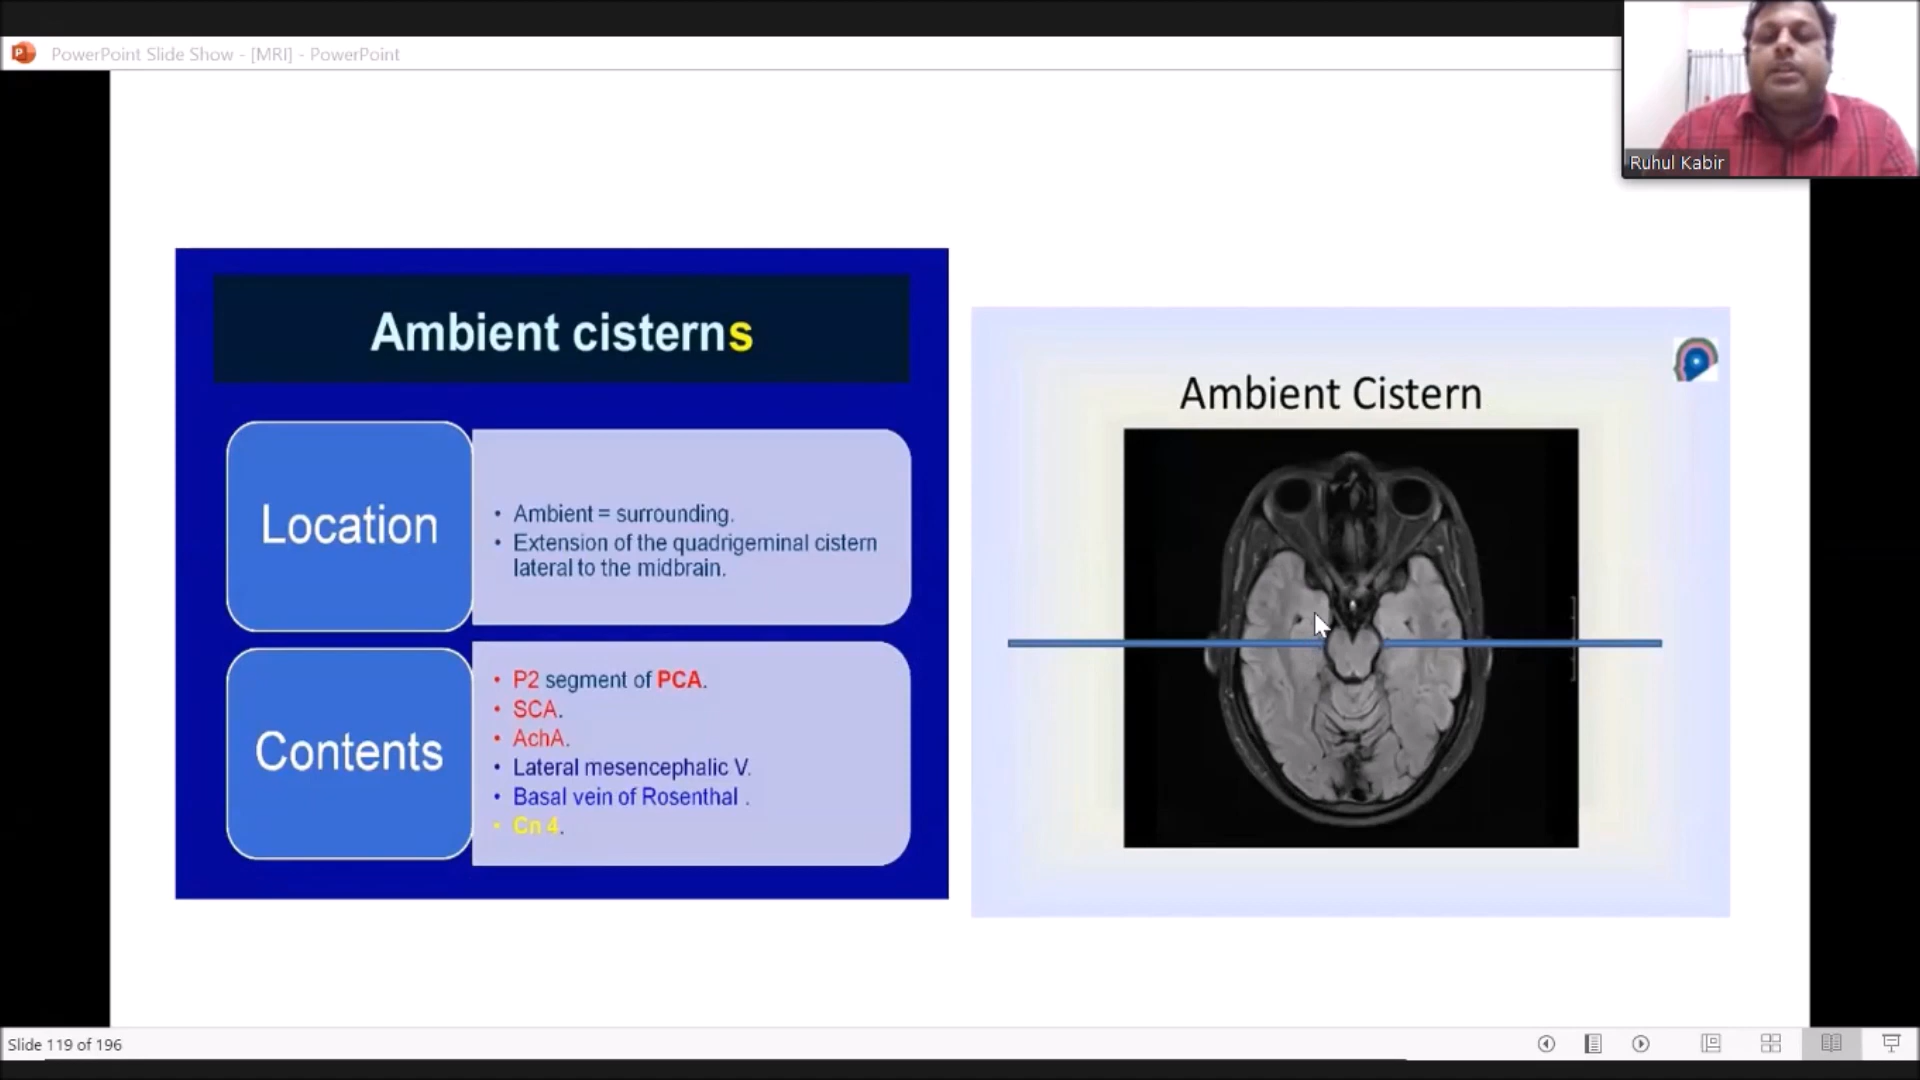 PowerPoint Slide Show - [MRI] - PowerPoint
Ruhul Kabir
Ambient cisterns
Location
• Ambient = surrounding.
• Extension of the quadrigeminal cistern
lateral to the midbrain.
Contents
• P2 segment of PCA.
• SCA.
• AchA.
• Lateral mesencephalic V.
• Basal vein of Rosenthal .
• Cn 4.
Ambient Cistern
Slide 119 of 196